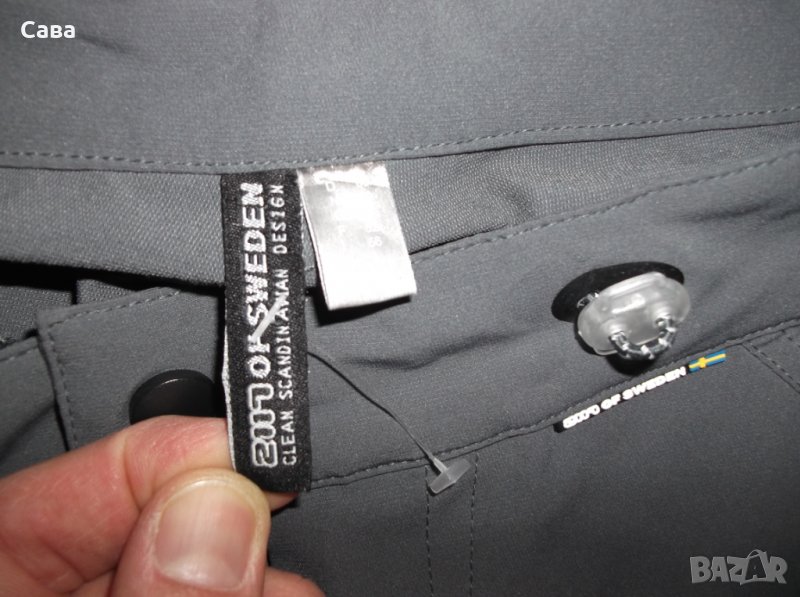 Сава
2117 OF SWEDEN
CLEAN SCANDINAVIAN DESIGN
2117 OF SWEDEN
BAZAR